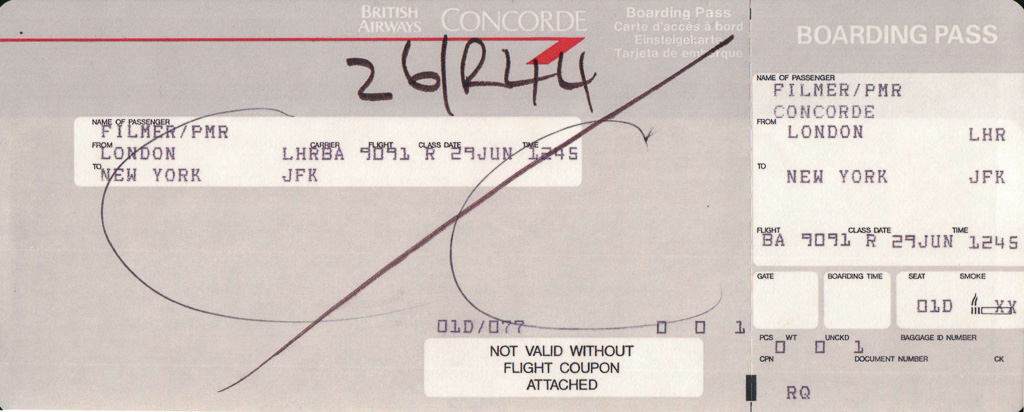 BRITISH AIRWAYS CONCORDE
Boarding Pass
Carte d'accès à bord
Einsteigekarte
Tarjeta de embarque
26/R44
NAME OF PASSENGER
FILMER/PMR
FROM CARRIER FLIGHT CLASS DATE TIME
LONDON LHRBA 9091 R 29JUN 1245
TO
NEW YORK JFK
01D/077 0 0 1
NOT VALID WITHOUT
FLIGHT COUPON
ATTACHED
BOARDING PASS
NAME OF PASSENGER
FILMER/PMR
CONCORDE
FROM
LONDON LHR
TO
NEW YORK JFK
FLIGHT CLASS DATE TIME
BA 9091 R 29JUN 1245
GATE BOARDING TIME SEAT SMOKE
01D XX
PCS WT UNCKD BAGGAGE ID NUMBER
0 0 1
CPN DOCUMENT NUMBER CK
RQ